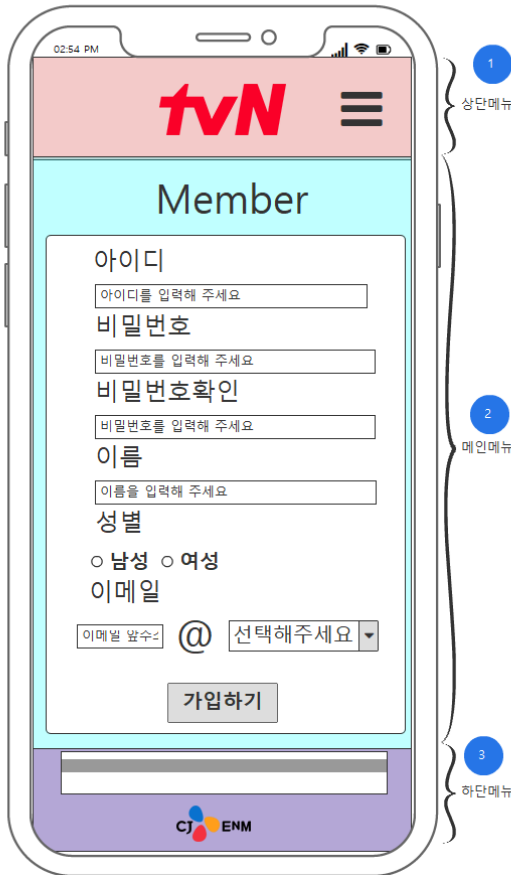 02:54 PM
tvN
1
상단메뉴
Member
아이디
아이디를 입력해 주세요
비밀번호
비밀번호를 입력해 주세요
비밀번호확인
비밀번호를 입력해 주세요
2
메인메뉴
이름
이름을 입력해 주세요
성별
남성 여성
이메일
이메일 앞수 @ 선택해주세요
가입하기
3
하단메뉴
CJ ENM